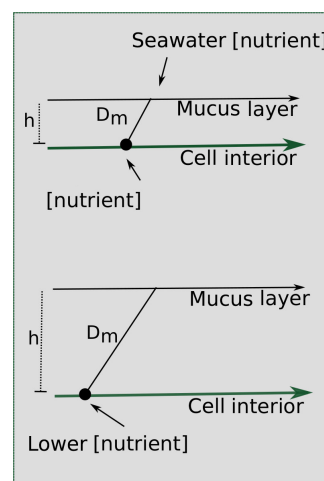 Seawater [nutrient]
Dm
Mucus layer
h
Cell interior
[nutrient]
Mucus layer
h
Dm
Cell interior
Lower [nutrient]